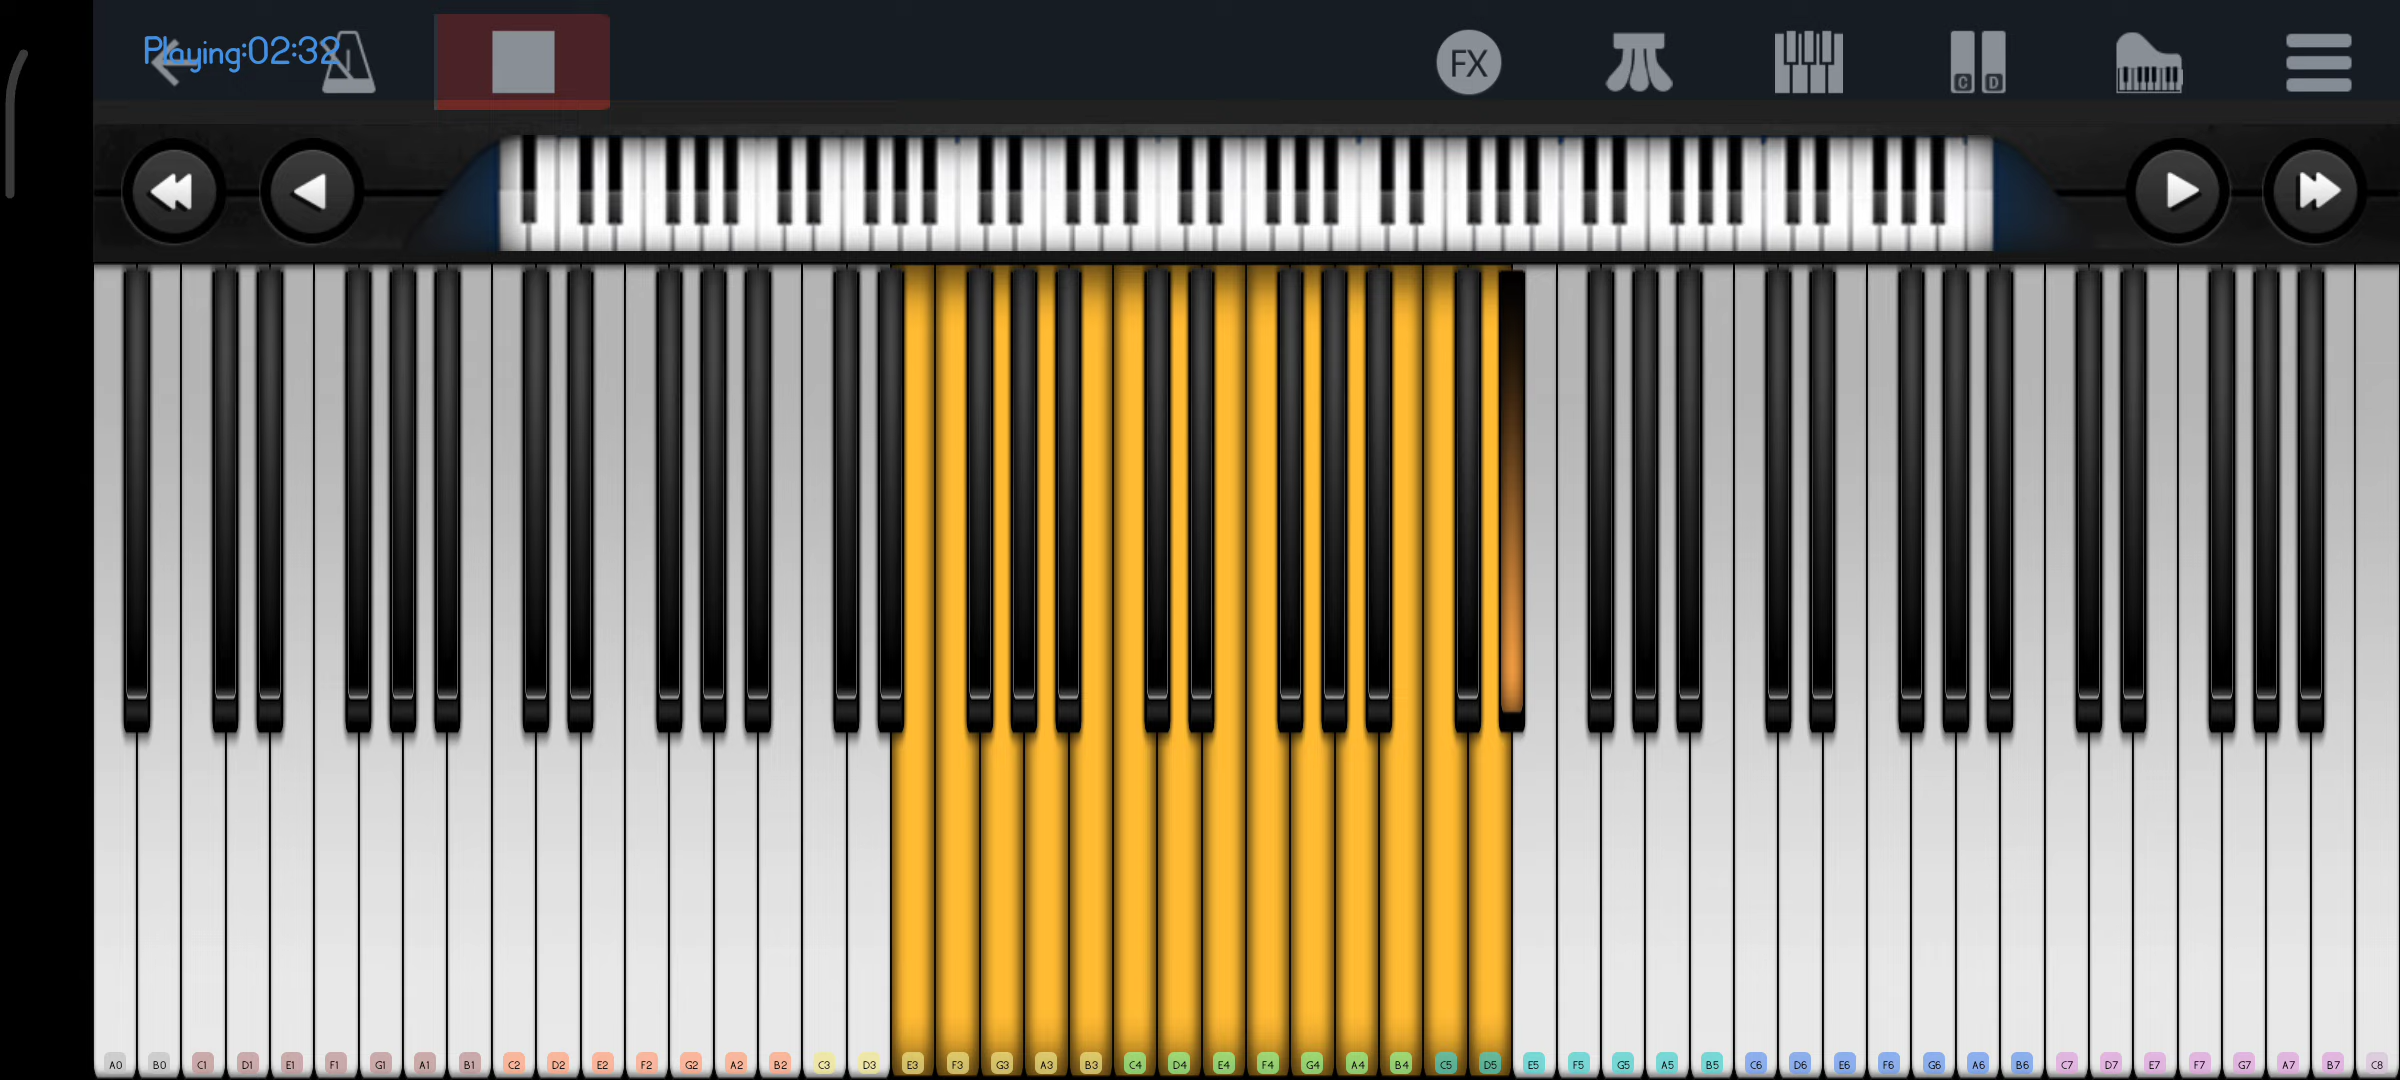 Playing:02:32
FX
C D
A0 B0 C1 D1 E1 F1 G1 A1 B1 C2 D2 E2 F2 G2 A2 B2 C3 D3 E3 F3 G3 A3 B3 C4 D4 E4 F4 G4 A4 B4 C5 D5 E5 F5 G5 A5 B5 C6 D6 E6 F6 G6 A6 B6 C7 D7 E7 F7 G7 A7 B7 C8